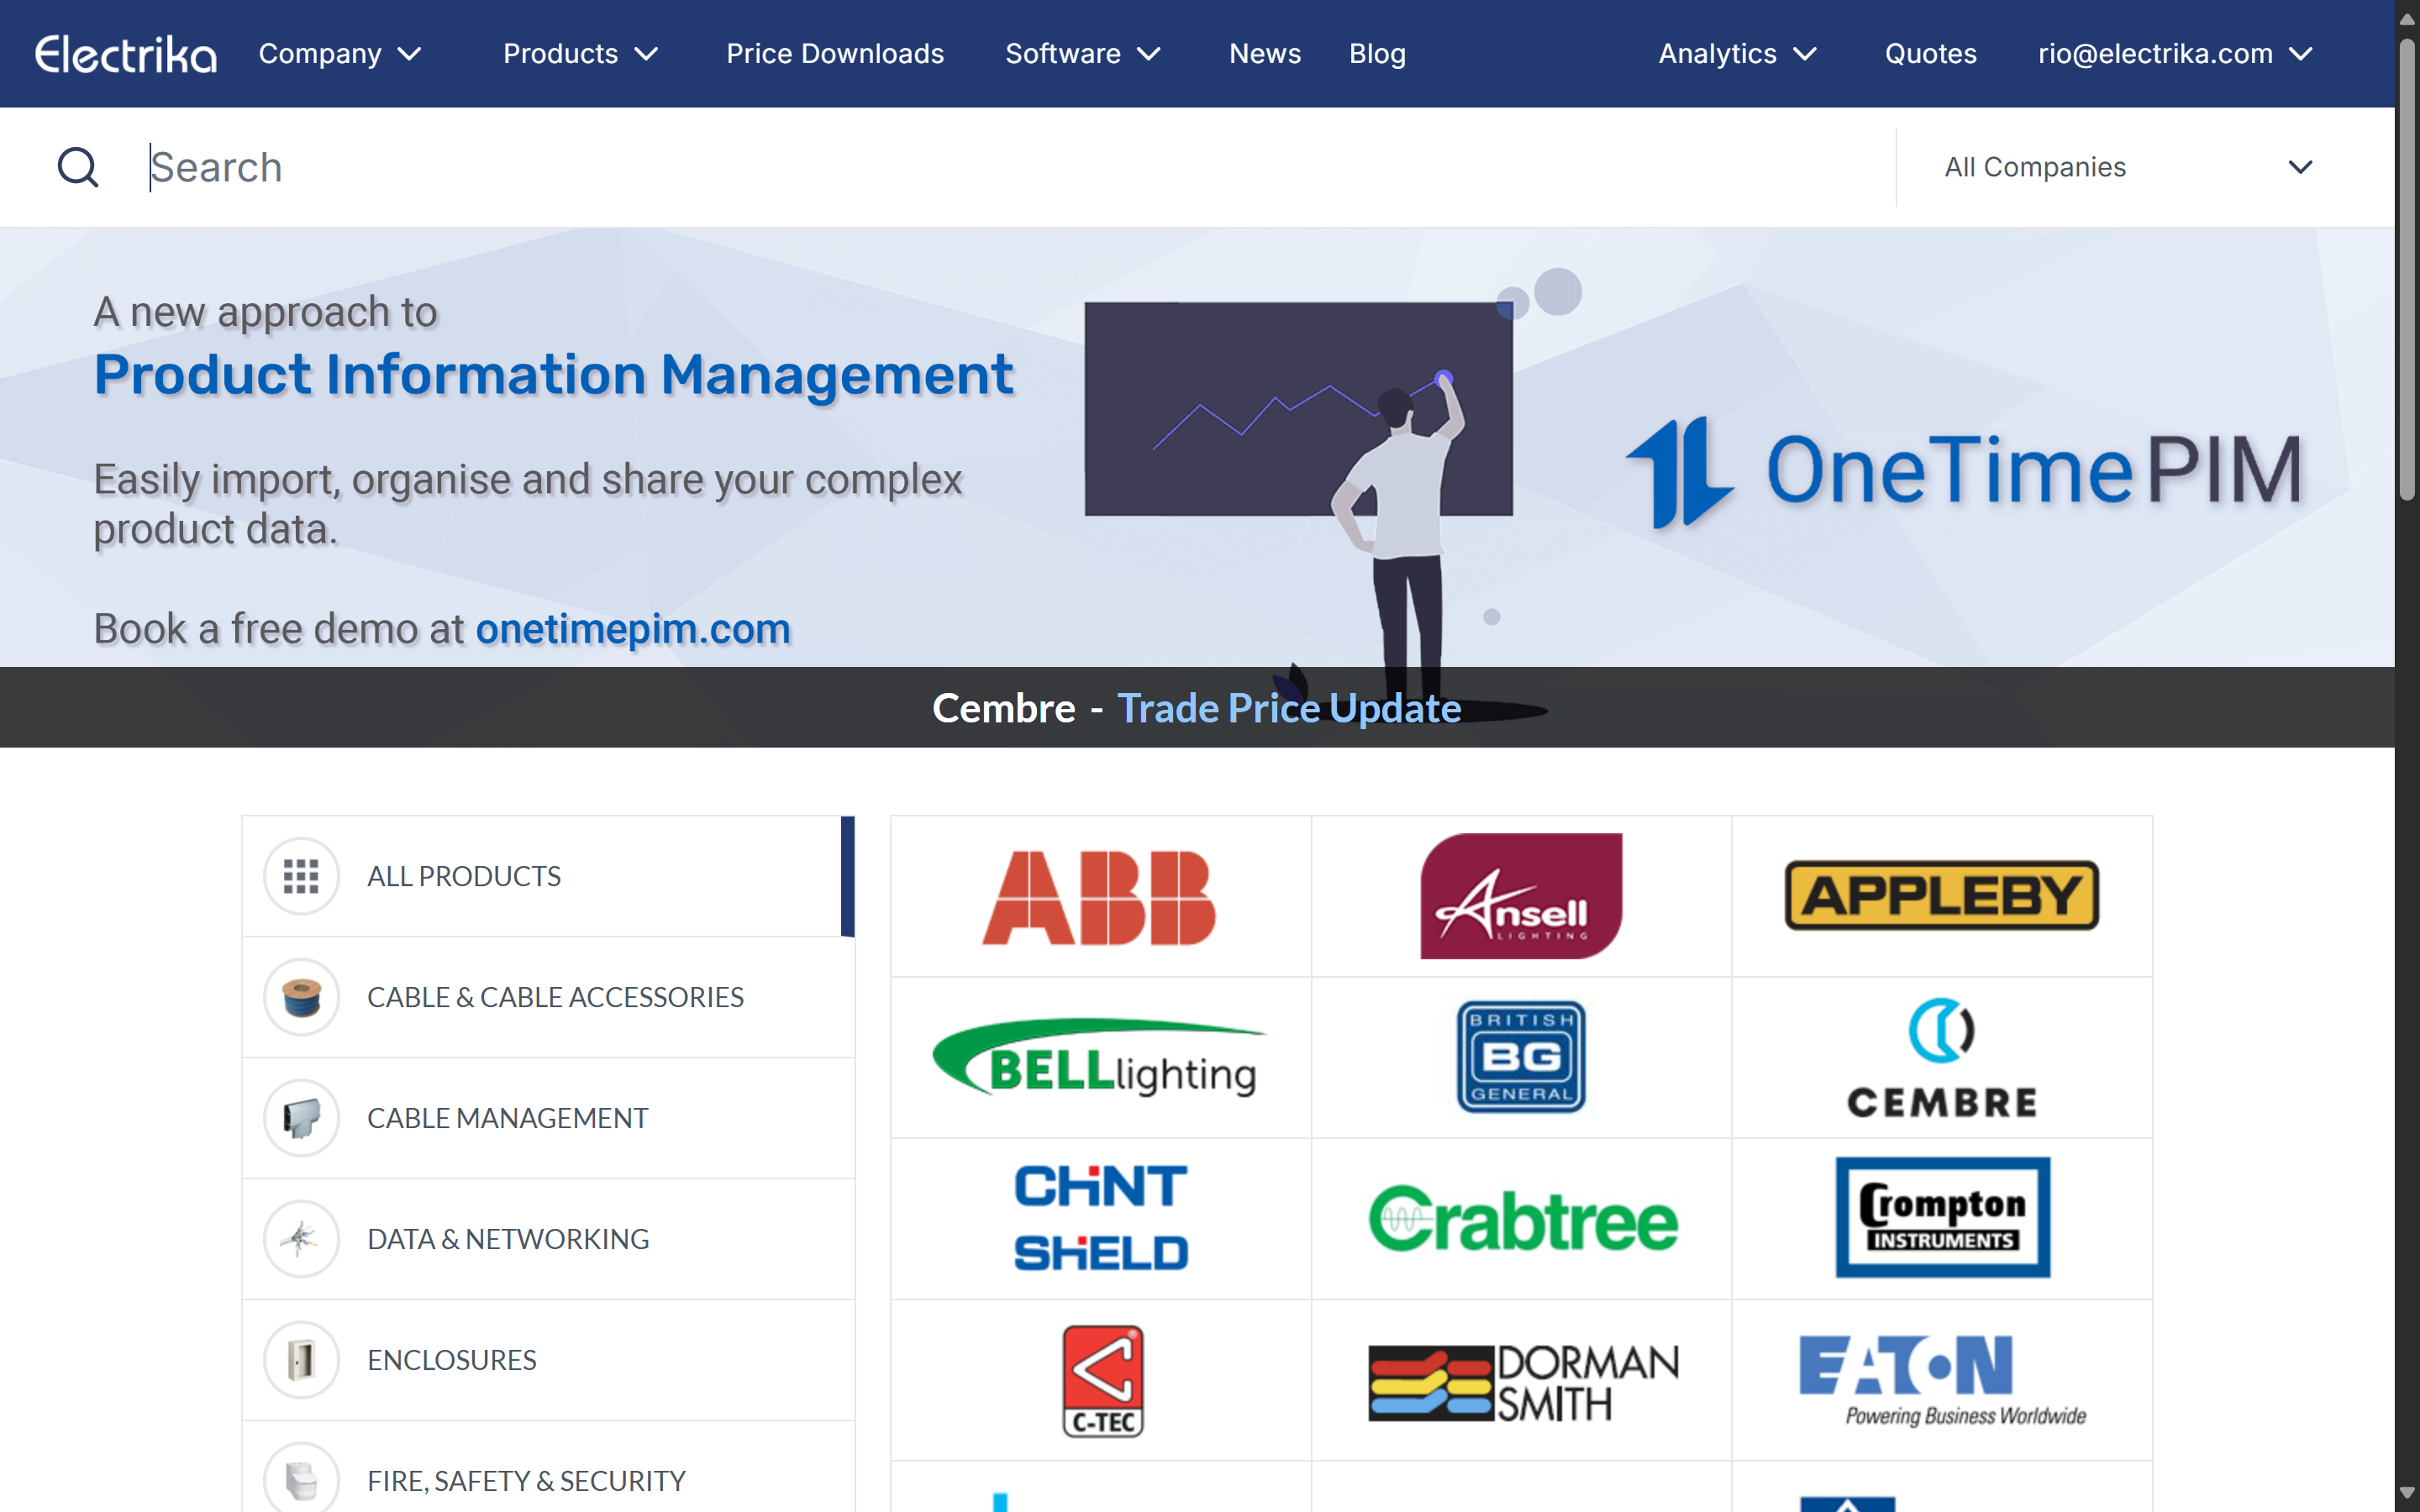 Electrika
Company
Products
Price Downloads
Software
News
Blog
Analytics
Quotes
rio@electrika.com
Search
All Companies
A new approach to
Product Information Management
Easily import, organise and share your complex
product data.
Book a free demo at onetimepim.com
OneTimePIM
Cembre - Trade Price Update
ALL PRODUCTS
CABLE & CABLE ACCESSORIES
CABLE MANAGEMENT
DATA & NETWORKING
ENCLOSURES
FIRE, SAFETY & SECURITY
ABB
Ansell
LIGHTING
APPLEBY
BELLlighting
BRITISH
BG
GENERAL
CEMBRE
CHiNT
SHiELD
Crabtree
Crompton
INSTRUMENTS
C-TEC
®
DORMAN
SMITH
EATON
Powering Business Worldwide